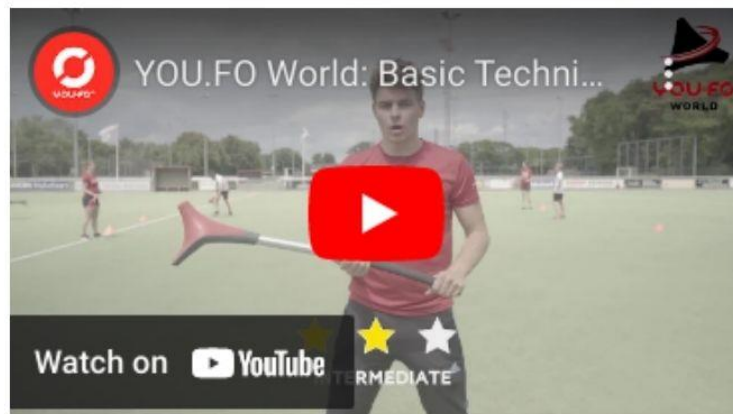 YOU.FO World: Basic Techni...
YOU.FO
YOU.FO
WORLD
Watch on YouTube
INTERMEDIATE